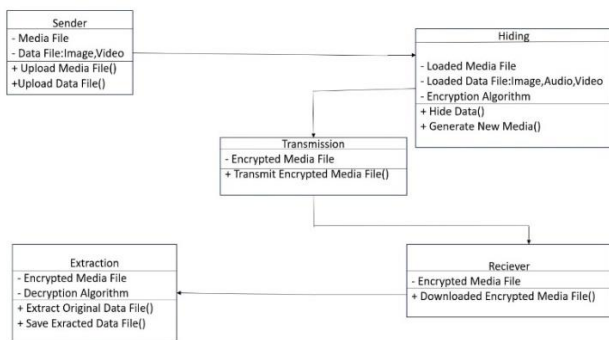 Sender
- Media File
- Data File:Image,Video
+ Upload Media File()
+Upload Data File()
Hiding
- Loaded Media File
- Loaded Data File:Image,Audio,Video
- Encryption Algorithm
+ Hide Data()
+ Generate New Media()
Transmission
- Encrypted Media File
+ Transmit Encrypted Media File()
Reciever
- Encrypted Media File
+ Downloaded Encrypted Media File()
Extraction
- Encrypted Media File
- Decryption Algorithm
+ Extract Original Data File()
+ Save Exracted Data File()